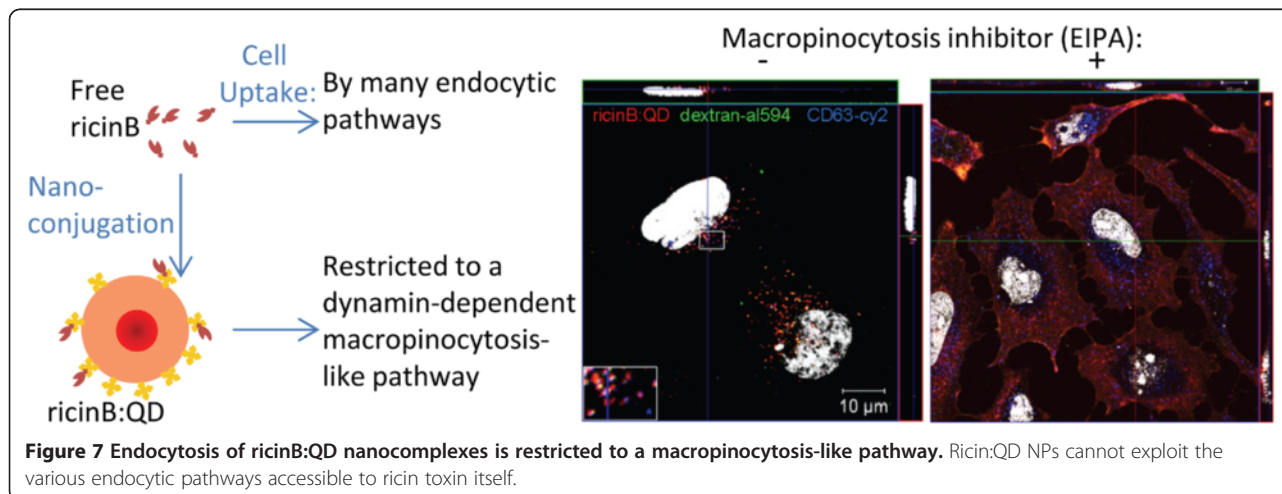 Free
ricinB
Cell
Uptake:
By many endocytic
pathways
Nano-
conjugation
ricinB:QD
Restricted to a
dynamin-dependent
macropinocytosis-
like pathway
Macropinocytosis inhibitor (EIPA):
- +
ricinB:QD dextran-al594 CD63-cy2
10 µm
Figure 7 Endocytosis of ricinB:QD nanocomplexes is restricted to a macropinocytosis-like pathway. Ricin:QD NPs cannot exploit the
various endocytic pathways accessible to ricin toxin itself.